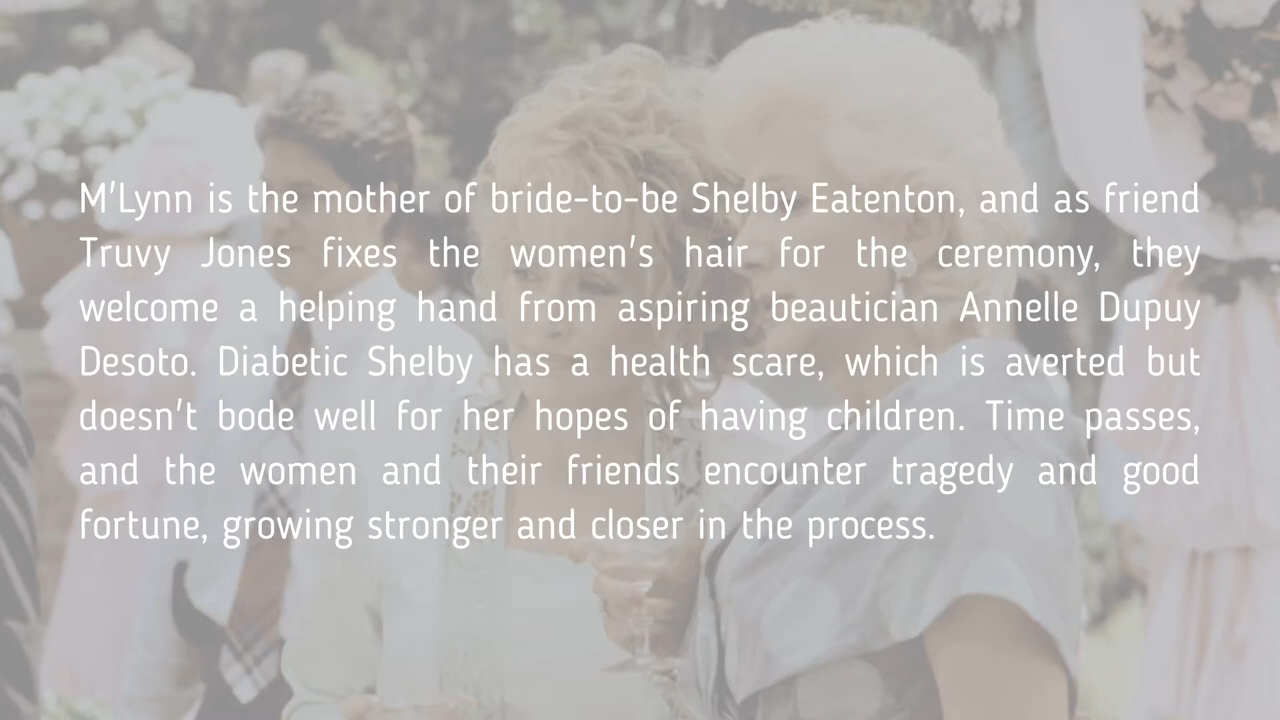 M'Lynn is the mother of bride-to-be Shelby Eatenton, and as friend
Truvy Jones fixes the women's hair for the ceremony, they
welcome a helping hand from aspiring beautician Annelle Dupuy
Desoto. Diabetic Shelby has a health scare, which is averted but
doesn't bode well for her hopes of having children. Time passes,
and the women and their friends encounter tragedy and good
fortune, growing stronger and closer in the process.